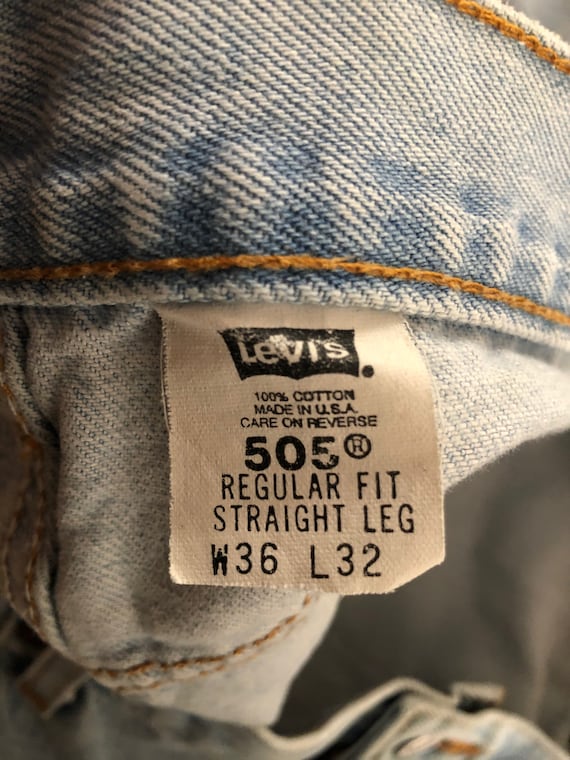 Levi's.
100% COTTON
MADE IN U.S.A.
CARE ON REVERSE
505®
REGULAR FIT
STRAIGHT LEG
W36 L32